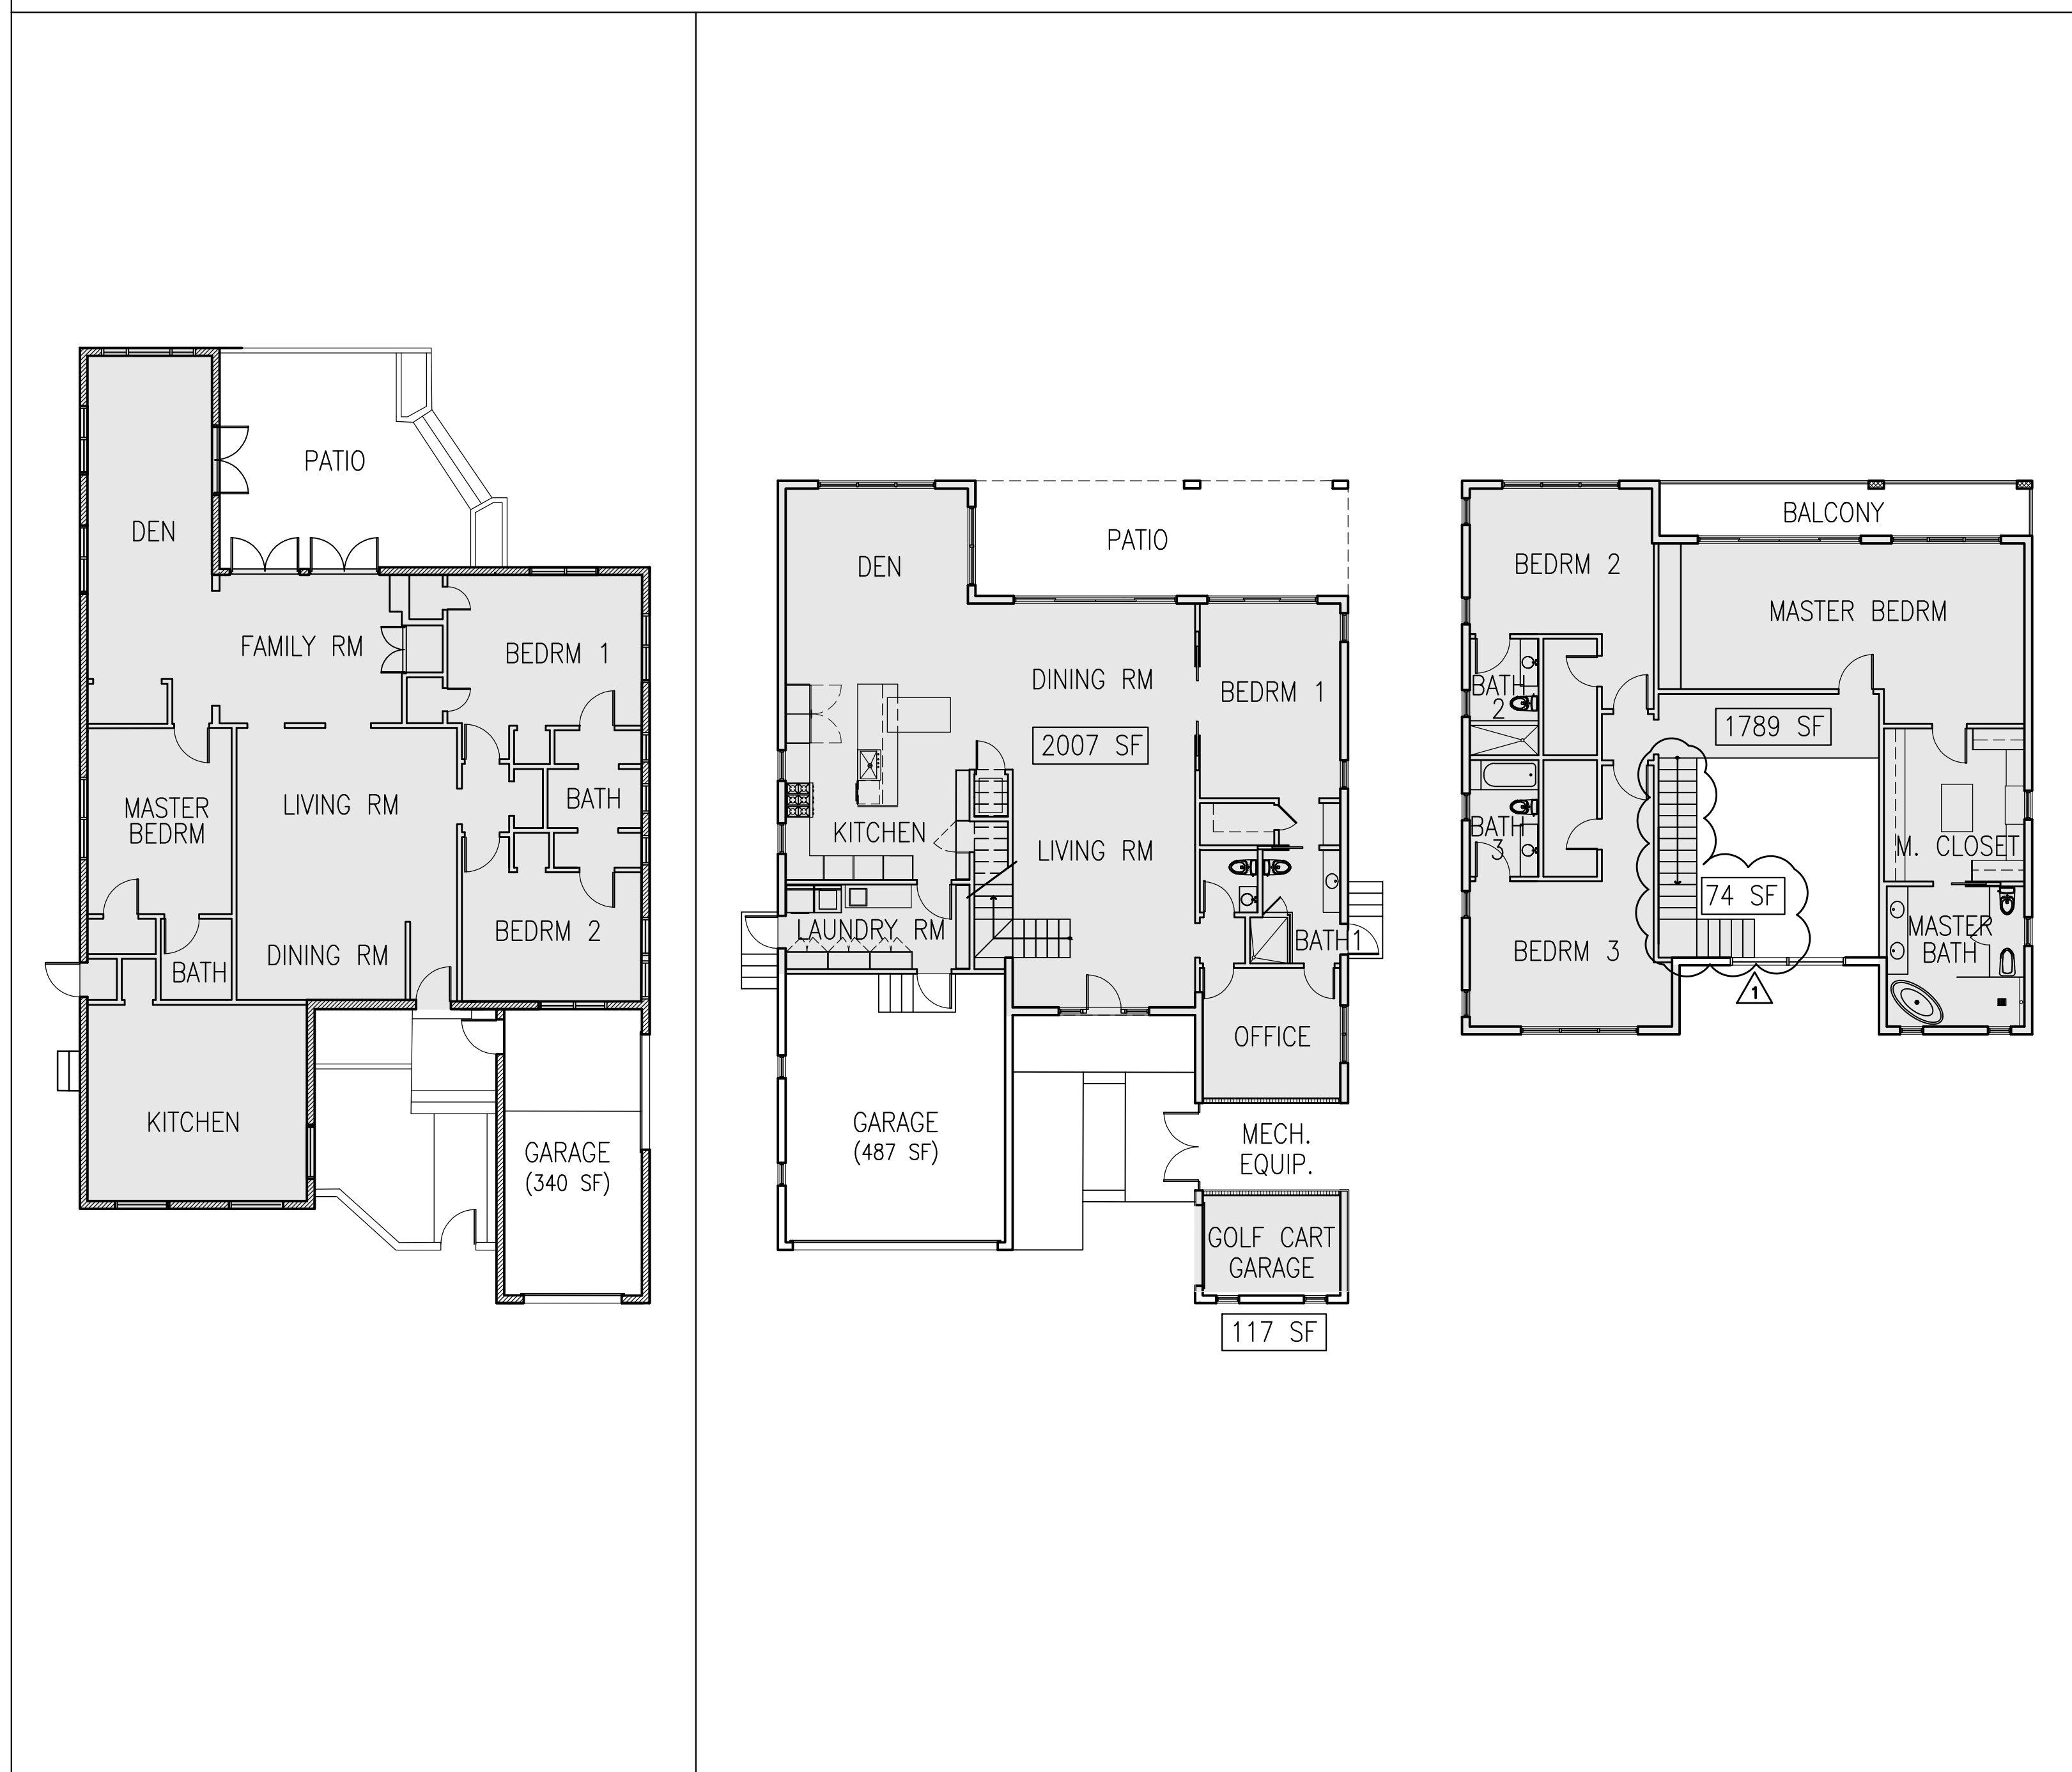 PATIO
DEN
FAMILY RM
BEDRM 1
MASTER
BEDRM
LIVING RM
BATH
BEDRM 2
DINING RM
BATH
KITCHEN
GARAGE
(340 SF)
DEN
PATIO
DINING RM
BEDRM 1
2007 SF
KITCHEN
LIVING RM
LAUNDRY RM
BATH1
OFFICE
GARAGE
(487 SF)
MECH.
EQUIP.
GOLF CART
GARAGE
117 SF
BALCONY
BEDRM 2
MASTER BEDRM
BATH
2
1789 SF
BATH
3
M. CLOSET
74 SF
MASTER
BATH
BEDRM 3
1